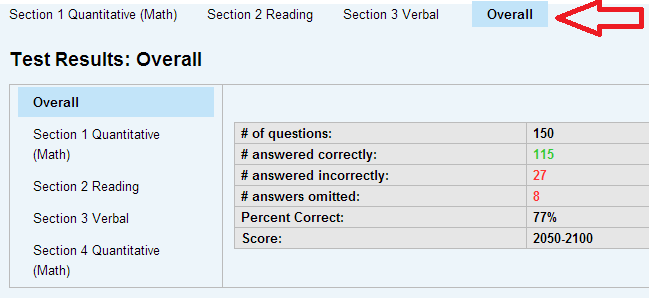 Section 1 Quantitative (Math) Section 2 Reading Section 3 Verbal Overall
Test Results: Overall
Overall
Section 1 Quantitative
(Math)
Section 2 Reading
Section 3 Verbal
Section 4 Quantitative
(Math)
# of questions: 150
# answered correctly: 115
# answered incorrectly: 27
# answers omitted: 8
Percent Correct: 77%
Score: 2050-2100